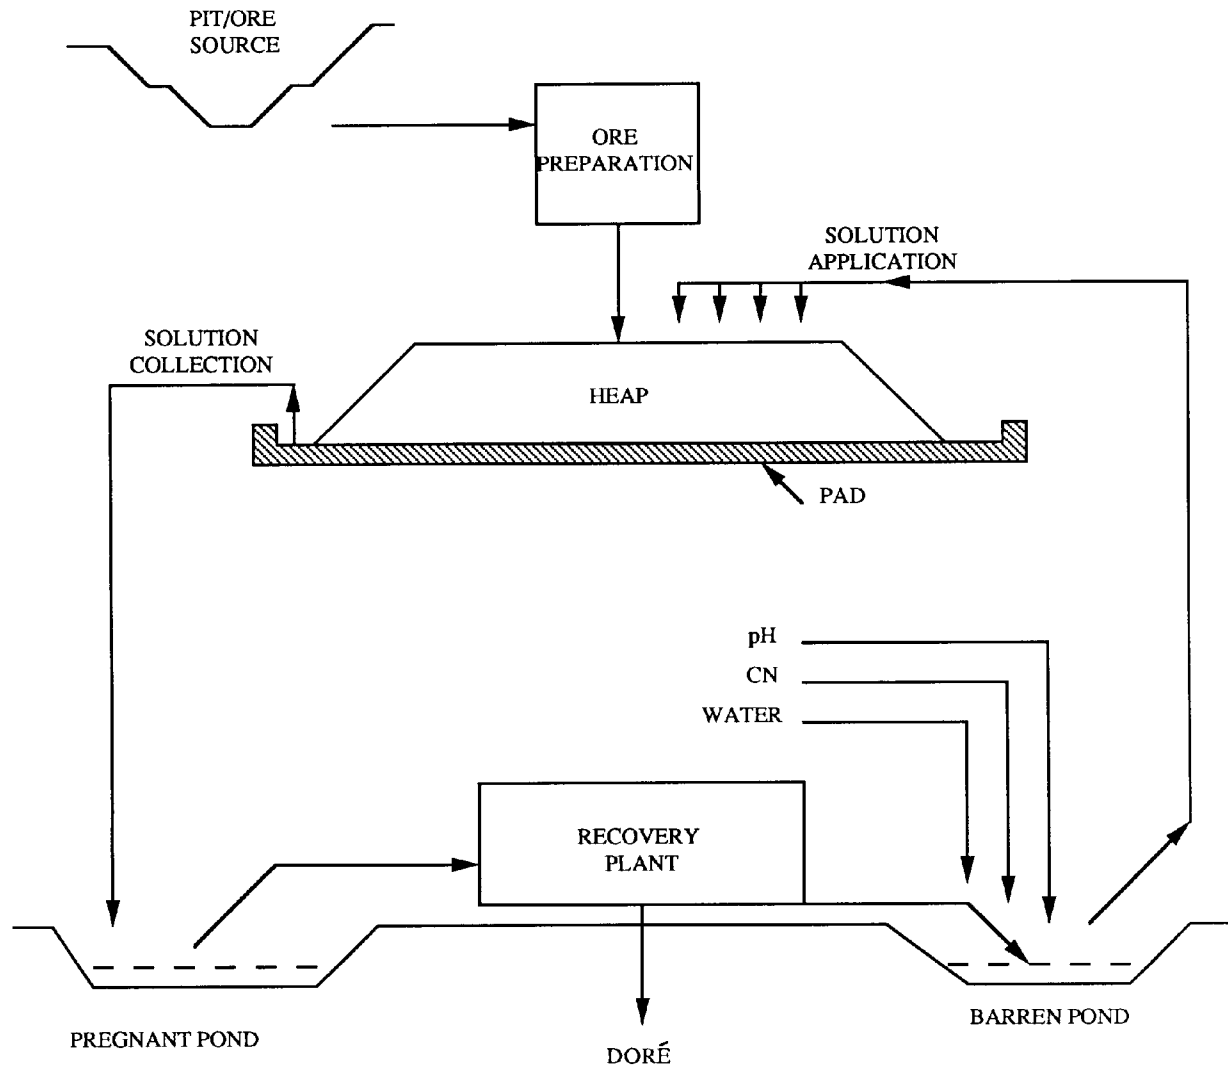 PIT/ORE
SOURCE
ORE
PREPARATION
SOLUTION
APPLICATION
SOLUTION
COLLECTION
HEAP
PAD
pH
CN
WATER
RECOVERY
PLANT
PREGNANT POND
BARREN POND
DORÉ